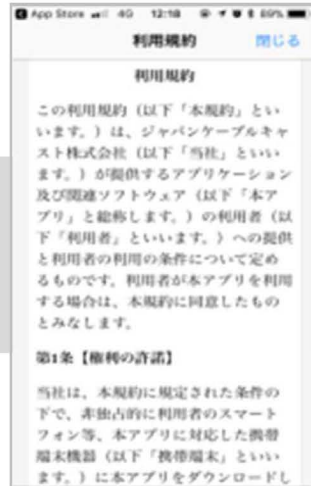 App Store 4G 12:18 89%
利用規約 閉じる
利用規約
この利用規約（以下「本規約」とい
います。）は、ジャパンケーブルキャ
スト株式会社（以下「当社」といい
ます。）が提供するアプリケーション
及び関連ソフトウェア（以下「本ア
プリ」と総称します。）の利用者（以
下「利用者」といいます。）への提供
と利用者の利用の条件について定め
るものです。利用者が本アプリを利用
する場合は、本規約に同意したもの
とみなします。
第1条【権利の許諾】
当社は、本規約に規定された条件の
下で、非独占的に利用者のスマート
フォン等、本アプリに対応した携帯
端末機器（以下「携帯端末」といい
ます。）に本アプリをダウンロードし